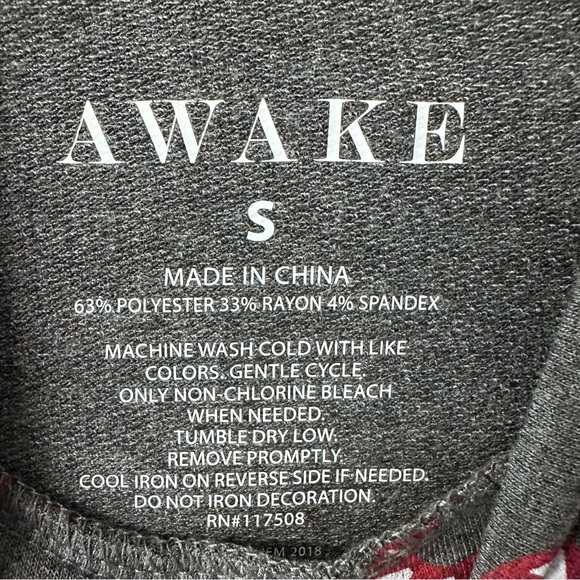 AWAKE
S
MADE IN CHINA
63% POLYESTER 33% RAYON 4% SPANDEX
MACHINE WASH COLD WITH LIKE
COLORS. GENTLE CYCLE.
ONLY NON-CHLORINE BLEACH
WHEN NEEDED.
TUMBLE DRY LOW.
REMOVE PROMPTLY.
COOL IRON ON REVERSE SIDE IF NEEDED.
DO NOT IRON DECORATION.
RN#117508
2018